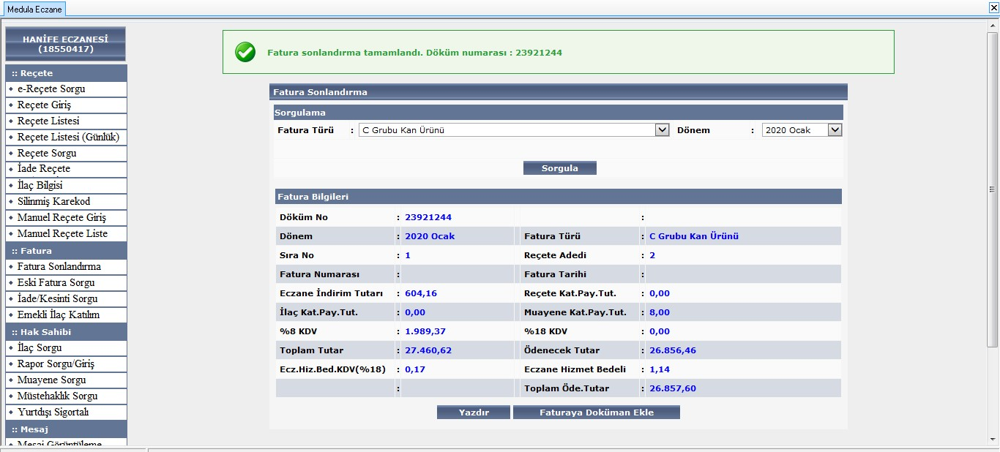 Medula Eczane
HANİFE ECZANESİ
(18550417)
:: Reçete
e-Reçete Sorgu
Reçete Giriş
Reçete Listesi
Reçete Listesi (Günlük)
Reçete Sorgu
İade Reçete
İlaç Bilgisi
Silinmiş Karekod
Manuel Reçete Giriş
Manuel Reçete Liste
:: Fatura
Fatura Sonlandırma
Eski Fatura Sorgu
İade/Kesinti Sorgu
Emekli İlaç Katılım
:: Hak Sahibi
İlaç Sorgu
Rapor Sorgu/Giriş
Muayene Sorgu
Müstehaklık Sorgu
Yurtdışı Sigortalı
:: Mesaj
Mesaj Görüntüleme
Fatura sonlandırma tamamlandı. Döküm numarası : 23921244
Fatura Sonlandırma
Sorgulama
Fatura Türü : C Grubu Kan Ürünü Dönem : 2020 Ocak
Sorgula
Fatura Bilgileri
Döküm No : 23921244 :
Dönem : 2020 Ocak Fatura Türü : C Grubu Kan Ürünü
Sıra No : 1 Reçete Adedi : 2
Fatura Numarası : Fatura Tarihi :
Eczane İndirim Tutarı : 604,16 Reçete Kat.Pay.Tut. : 0,00
İlaç Kat.Pay.Tut. : 0,00 Muayene Kat.Pay.Tut. : 8,00
%8 KDV : 1.989,37 %18 KDV : 0,00
Toplam Tutar : 27.460,62 Ödenecek Tutar : 26.856,46
Ecz.Hiz.Bed.KDV(%18) : 0,17 Eczane Hizmet Bedeli : 1,14
: Toplam Öde.Tutar : 26.857,60
Yazdır Faturaya Doküman Ekle